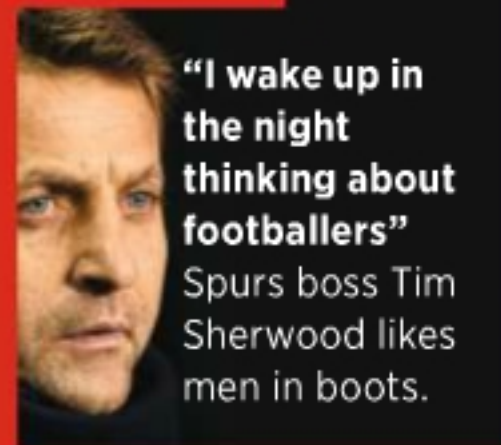 “I wake up in
the night
thinking about
footballers”
Spurs boss Tim
Sherwood likes
men in boots.